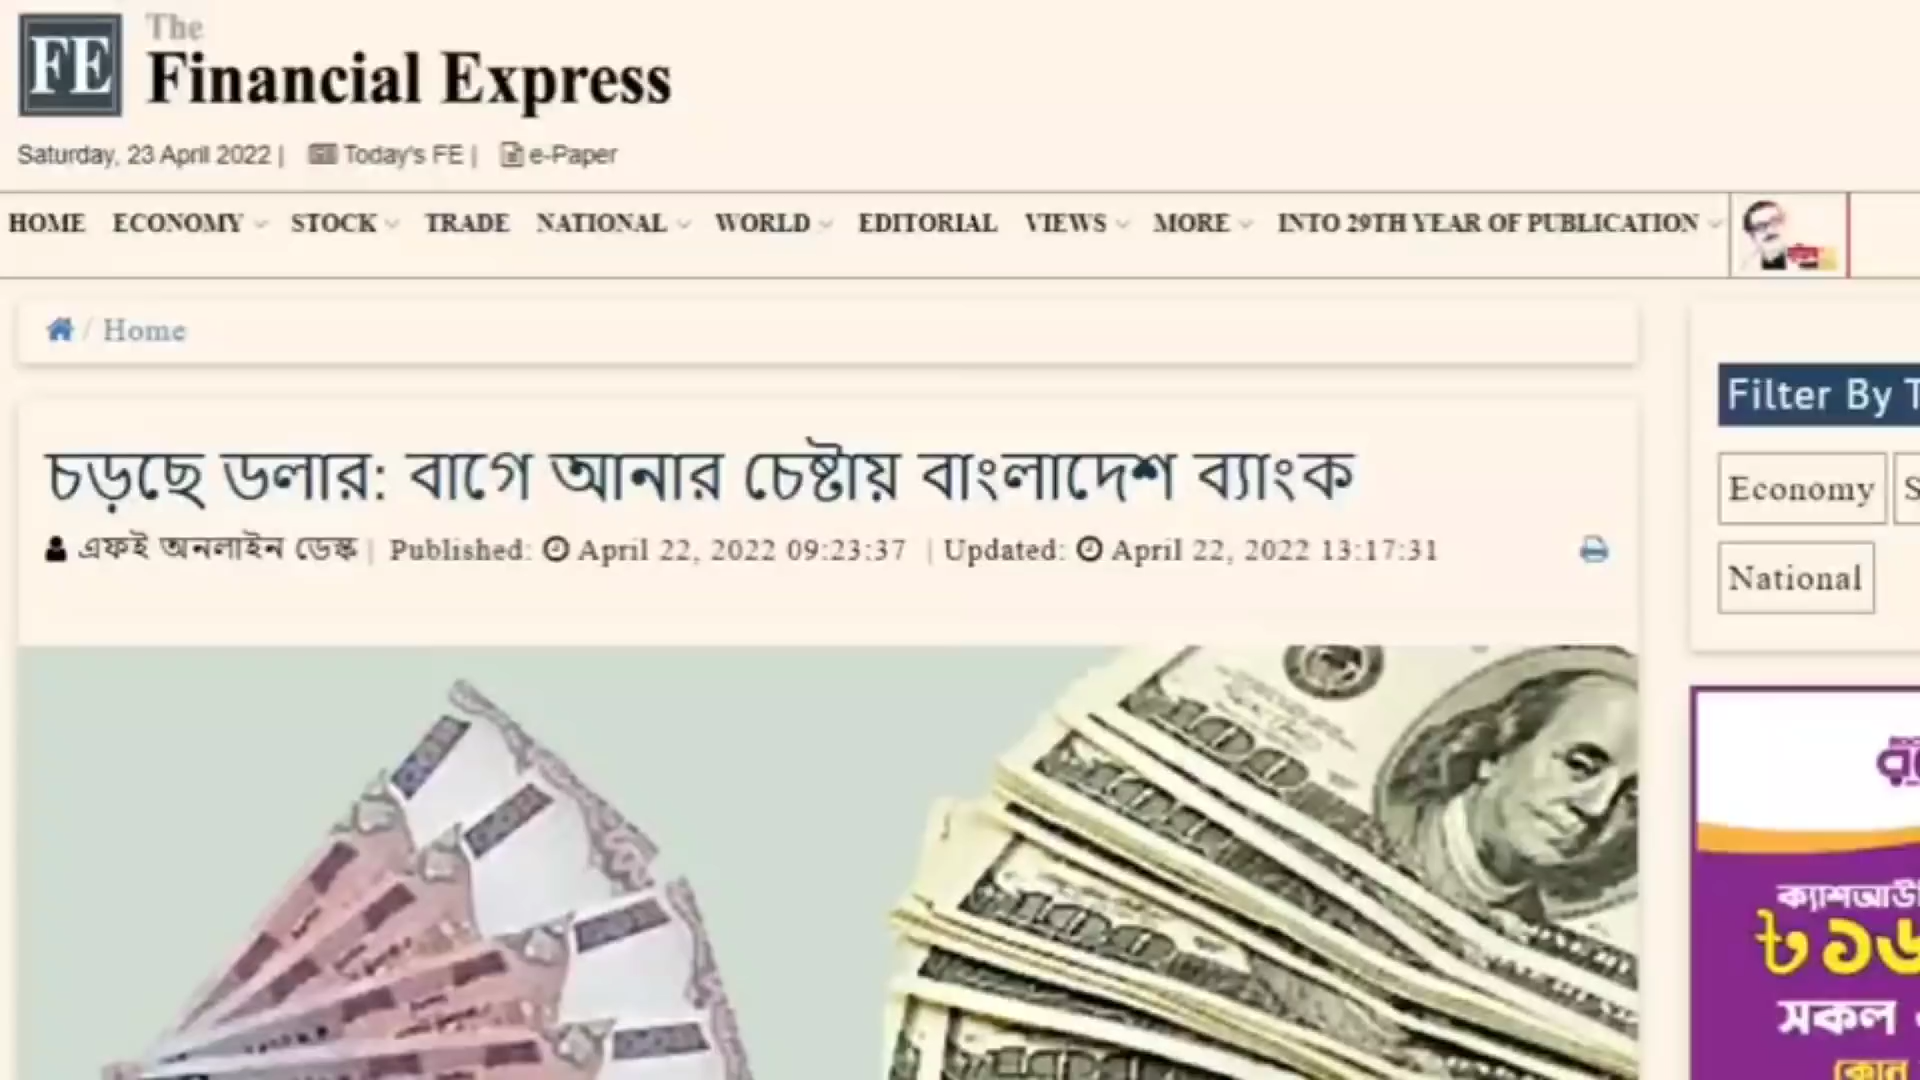 FE
The
Financial Express
Saturday, 23 April 2022 | Today's FE | e-Paper
HOME ECONOMY STOCK TRADE NATIONAL WORLD EDITORIAL VIEWS MORE INTO 29TH YEAR OF PUBLICATION
/ Home
Filter By T
চড়ছে ডলার: বাগে আনার চেষ্টায় বাংলাদেশ ব্যাংক
Economy S
এফই অনলাইন ডেস্ক | Published: April 22, 2022 09:23:37 | Updated: April 22, 2022 13:17:31
National
100
100
ক্যাশআউ
৳ ১৬
সকল